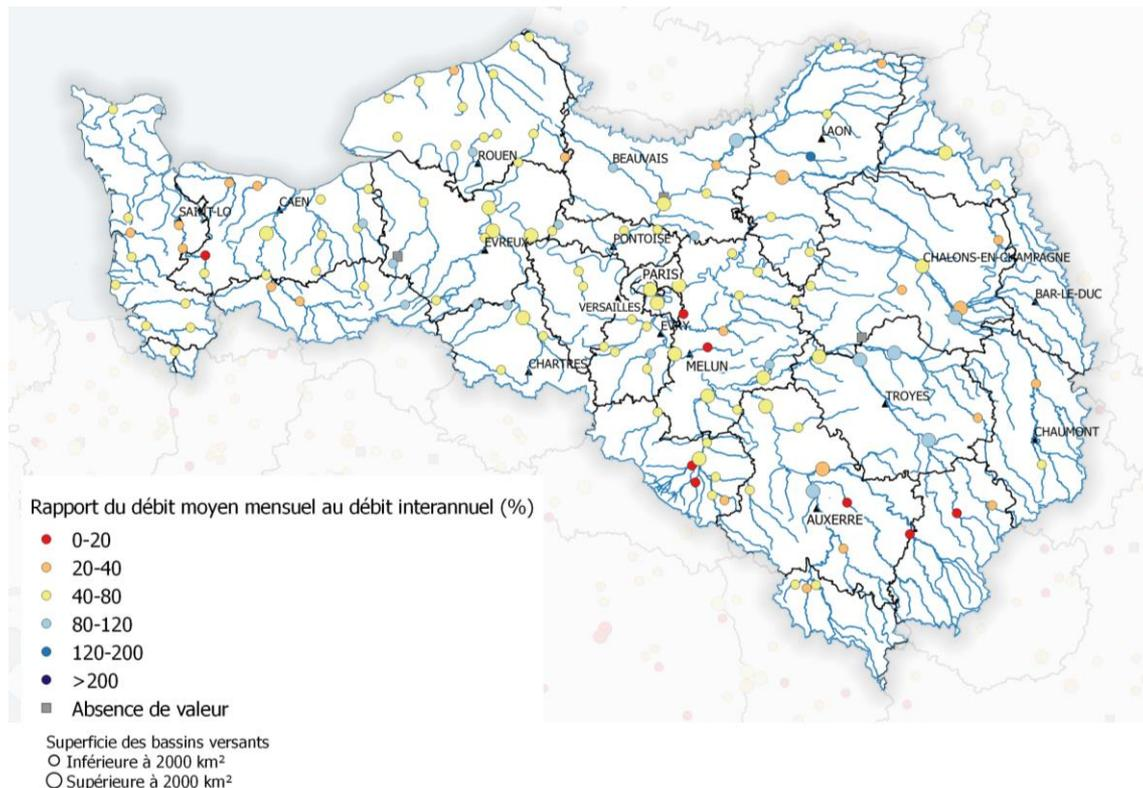 LAON
BEAUVAIS
ROUEN
SAINT-LO
CAEN
EVREUX
PONTOISE
PARIS
CHALONS-EN-CHAMPAGNE
BAR-LE-DUC
VERSAILLES
EVRY
CHARTRES
MELUN
TROYES
CHAUMONT
AUXERRE
Rapport du débit moyen mensuel au débit interannuel (%)
0-20
20-40
40-80
80-120
120-200
>200
Absence de valeur
Superficie des bassins versants
Inférieure à 2000 km²
Supérieure à 2000 km²